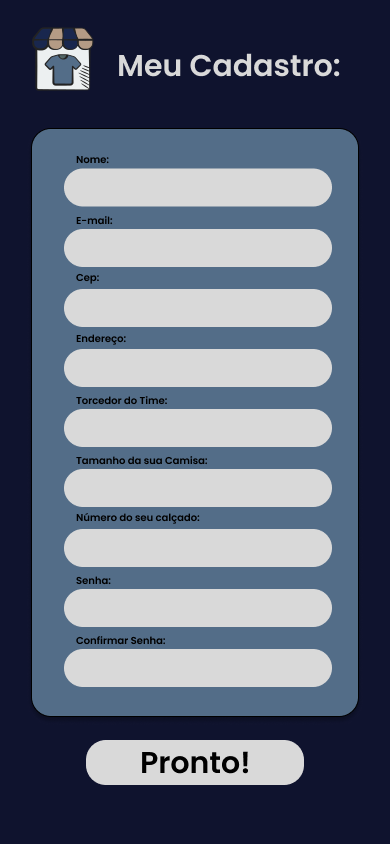 Meu Cadastro:
Nome:
E-mail:
Cep:
Endereço:
Torcedor do Time:
Tamanho da sua Camisa:
Número do seu calçado:
Senha:
Confirmar Senha:
Pronto!